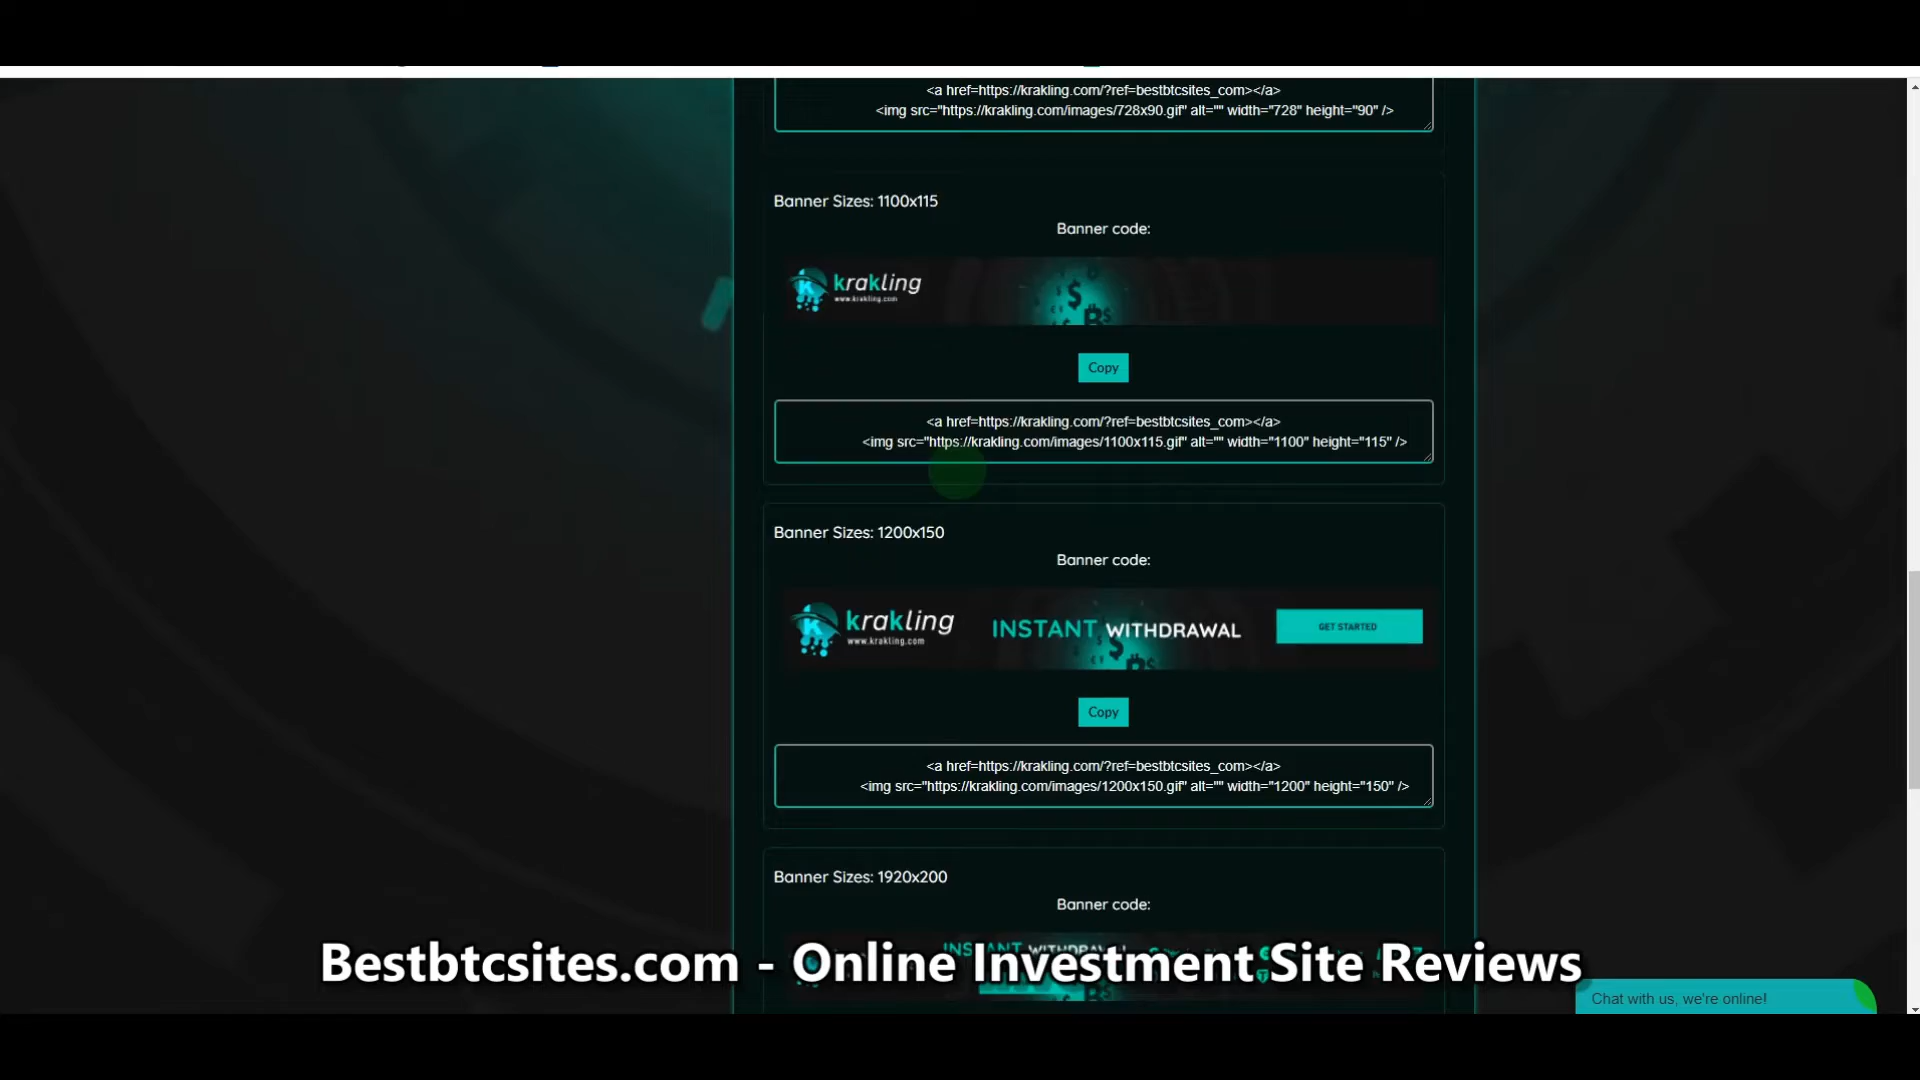 <a href=https://krakling.com/?ref=bestbtcsites_com></a>
<img src="https://krakling.com/images/728x90.gif" alt="" width="728" height="90" />
Banner Sizes: 1100x115
Banner code:
krakling
www.krakling.com
Copy
<a href=https://krakling.com/?ref=bestbtcsites_com></a>
<img src="https://krakling.com/images/1100x115.gif" alt="" width="1100" height="115" />
Banner Sizes: 1200x150
Banner code:
krakling
www.krakling.com
INSTANT WITHDRAWAL
GET STARTED
Copy
<a href=https://krakling.com/?ref=bestbtcsites_com></a>
<img src="https://krakling.com/images/1200x150.gif" alt="" width="1200" height="150" />
Banner Sizes: 1920x200
Banner code:
INSTANT WITHDRAWAL
Bestbtcsites.com - Online Investment Site Reviews
Chat with us, we're online!